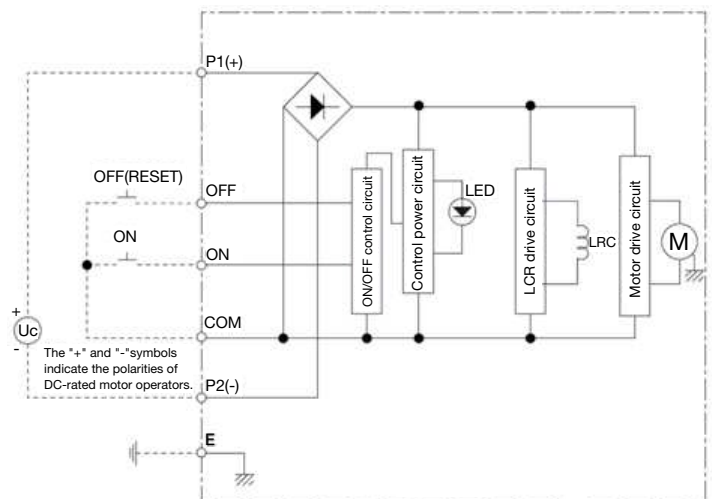 P1(+)
OFF(RESET)
OFF
ON
ON
COM
P2(-)
E
+
Uc
-
The "+" and "-"symbols
indicate the polarities of
DC-rated motor operators.
ON/OFF control circuit
Control power circuit
LED
LCR drive circuit
LRC
Motor drive circuit
M